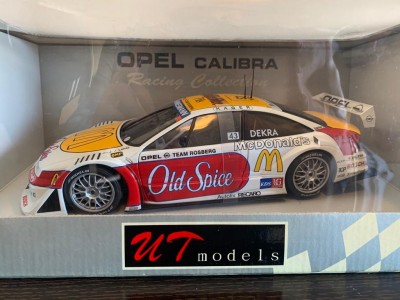 OPEL CALIBRA
Racing Collection
OPEL
43
DEKRA
McDonald's
OPEL TEAM ROSBERG
Old Spice
M
RECARO
UT models